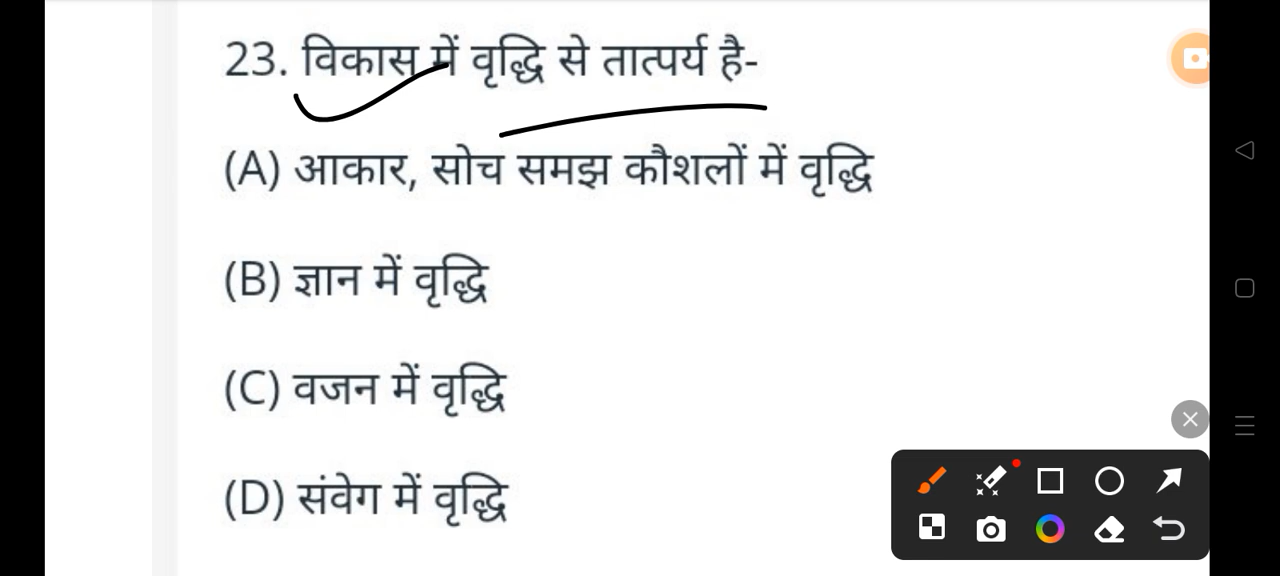 23. विकास में वृद्धि से तात्पर्य है-
(A) आकार, सोच समझ कौशलों में वृद्धि
(B) ज्ञान में वृद्धि
(C) वजन में वृद्धि
(D) संवेग में वृद्धि